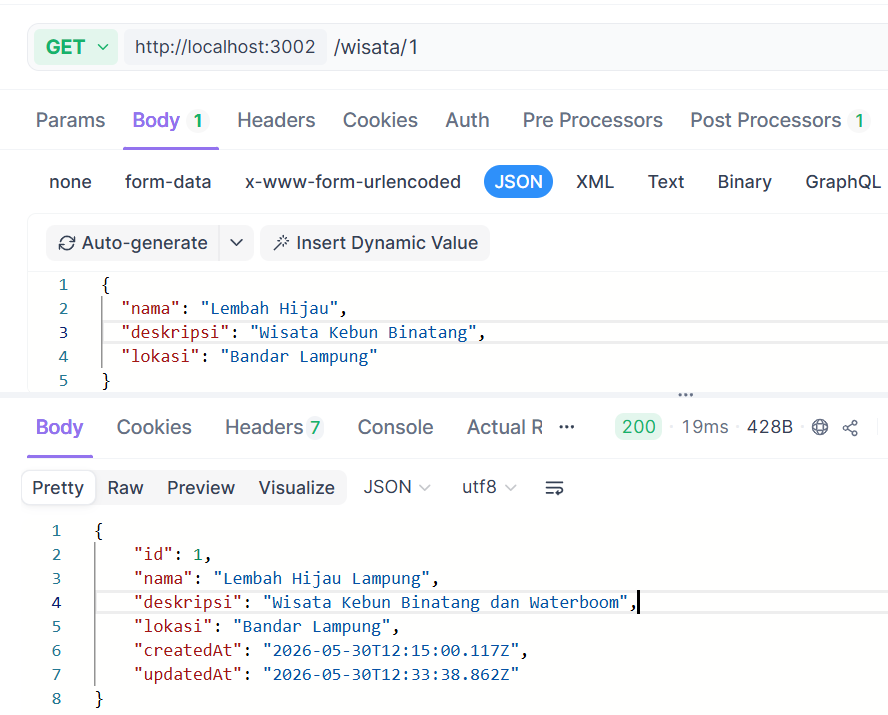 GET http://localhost:3002 /wisata/1
Params Body 1 Headers Cookies Auth Pre Processors Post Processors 1
none form-data x-www-form-urlencoded JSON XML Text Binary GraphQL
Auto-generate Insert Dynamic Value
1 {
2 "nama": "Lembah Hijau",
3 "deskripsi": "Wisata Kebun Binatang",
4 "lokasi": "Bandar Lampung"
5 }
Body Cookies Headers 7 Console Actual R ··· 200 19ms 428B
Pretty Raw Preview Visualize JSON utf8
1 {
2 "id": 1,
3 "nama": "Lembah Hijau Lampung",
4 "deskripsi": "Wisata Kebun Binatang dan Waterboom",
5 "lokasi": "Bandar Lampung",
6 "createdAt": "2026-05-30T12:15:00.117Z",
7 "updatedAt": "2026-05-30T12:33:38.862Z"
8 }